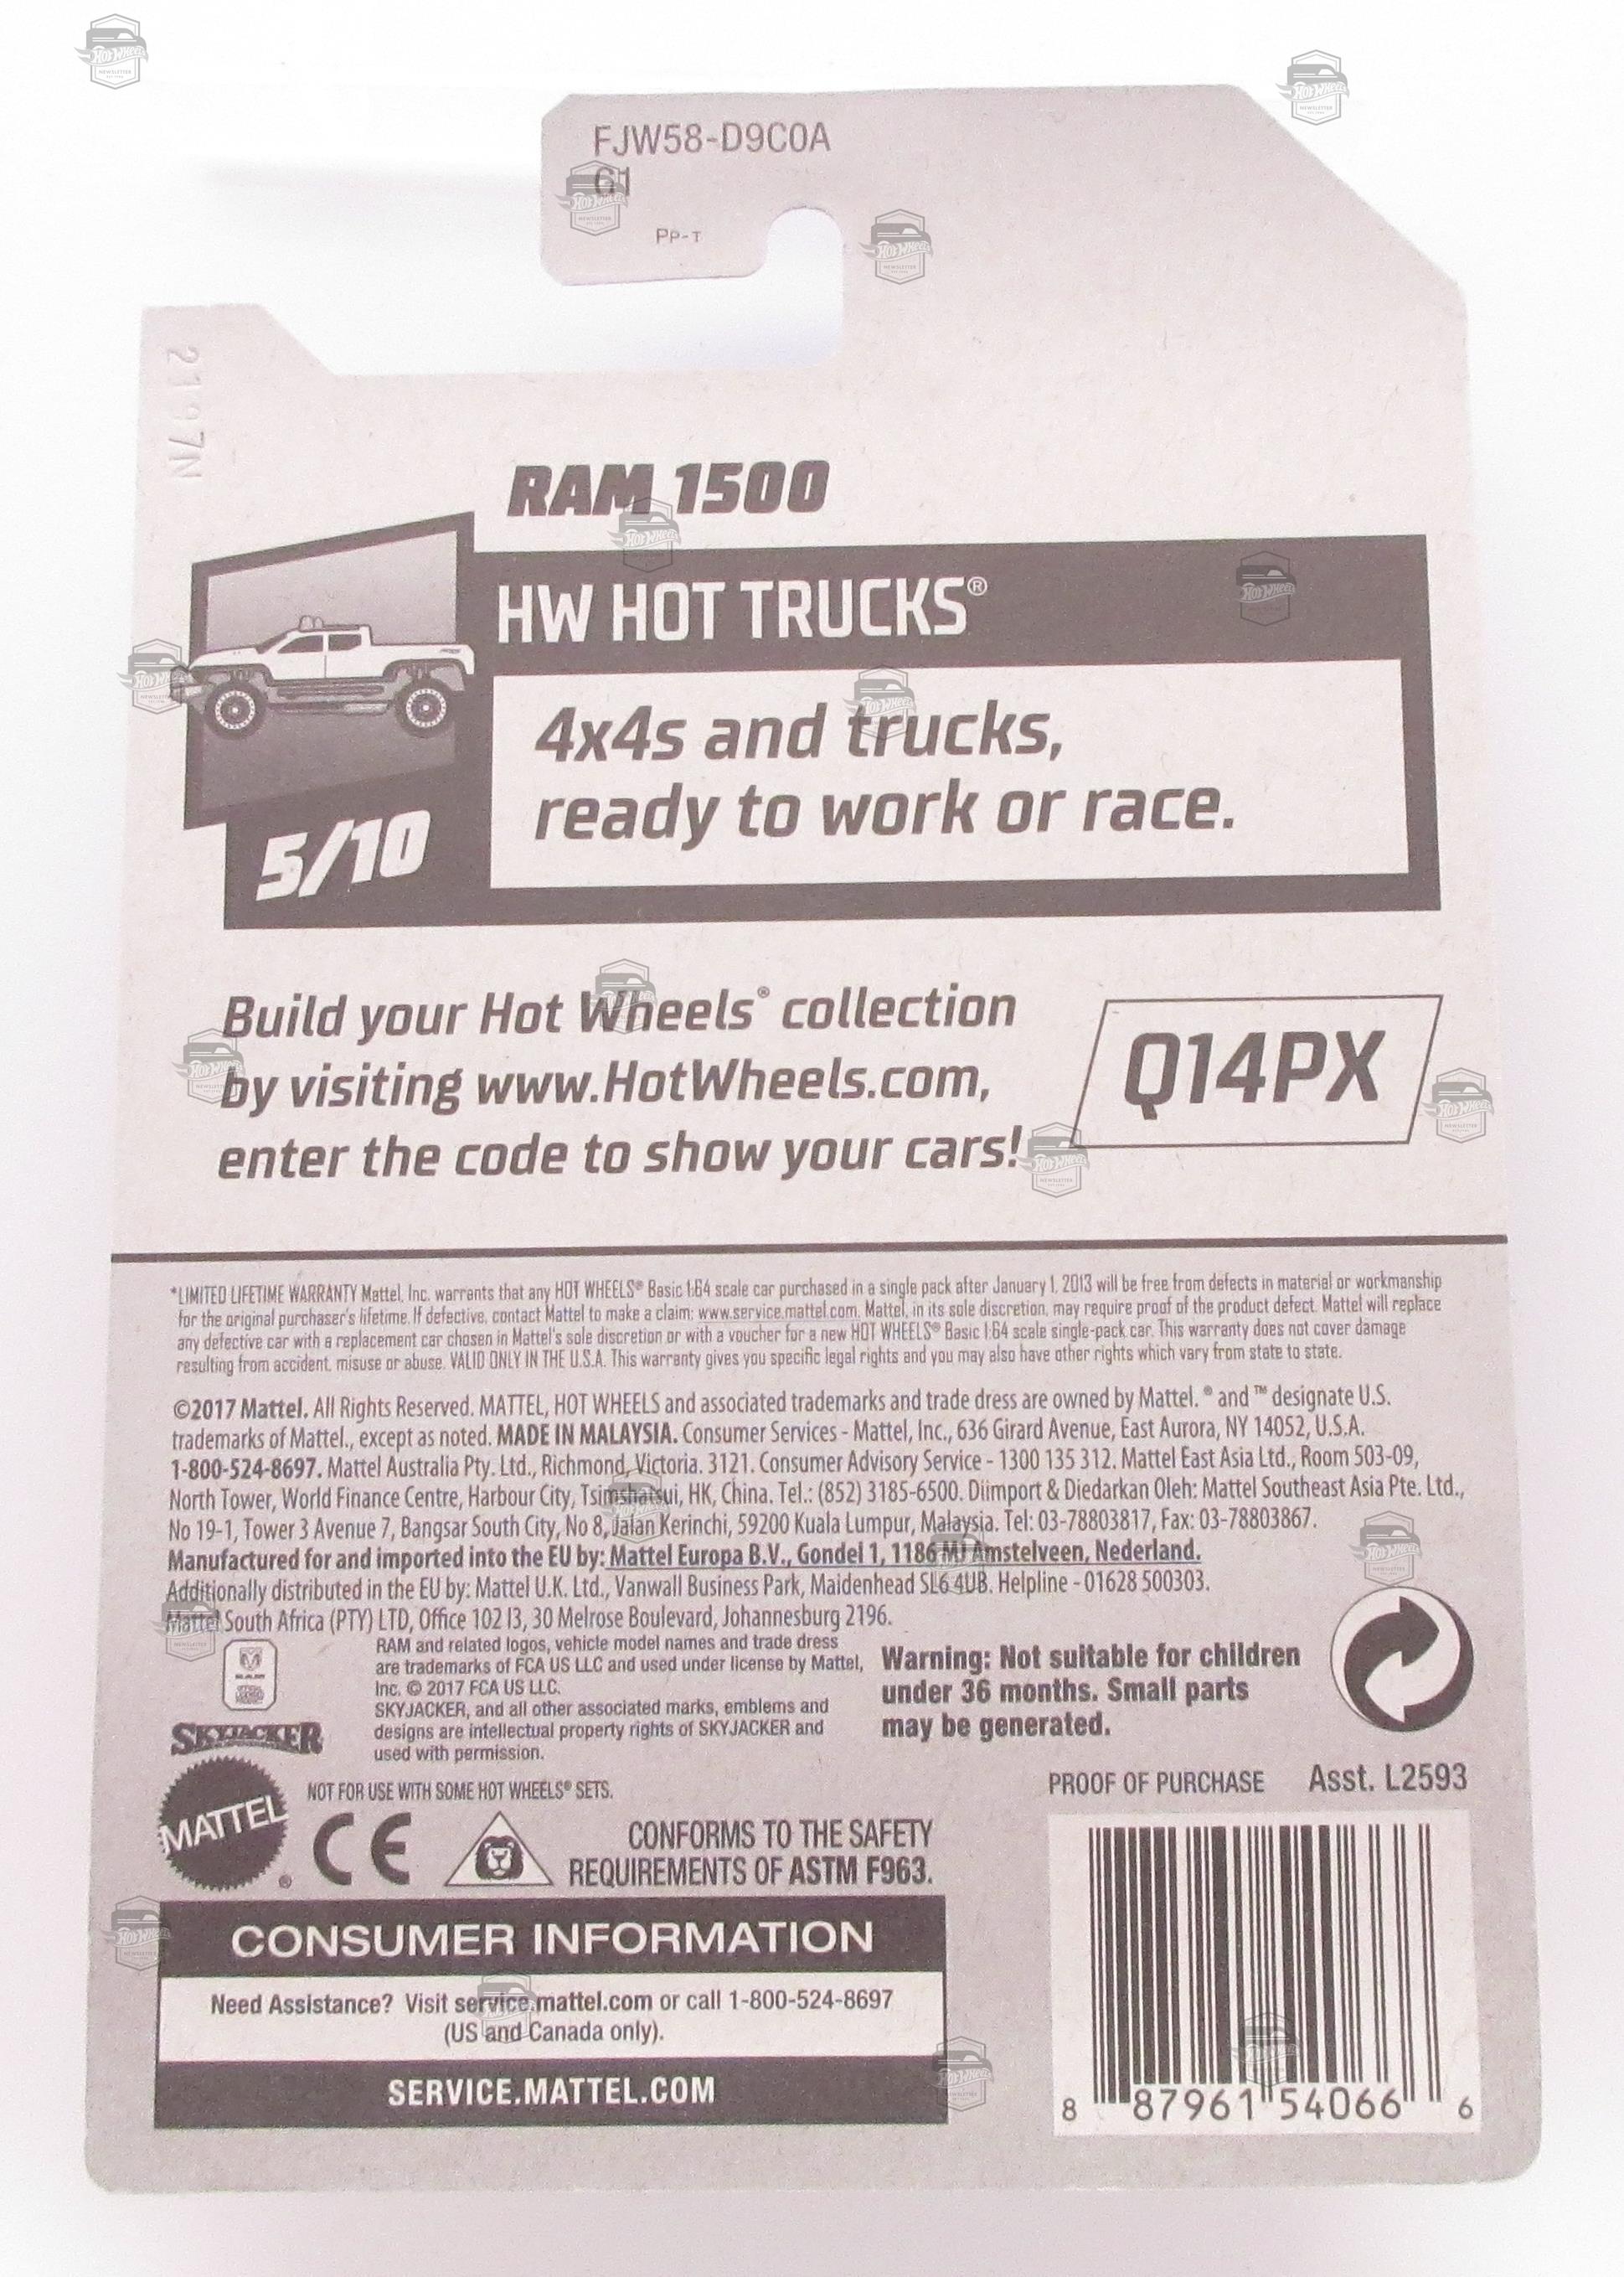 FJW58-D9C0A
G1
PP-T
2197N
RAM 1500
HW HOT TRUCKS®
4x4s and trucks,
ready to work or race.
5/10
Build your Hot Wheels® collection
by visiting www.HotWheels.com,
enter the code to show your cars!
Q14PX
*LIMITED LIFETIME WARRANTY Mattel, Inc. warrants that any HOT WHEELS® Basic 1:64 scale car purchased in a single pack after January 1, 2013 will be free from defects in material or workmanship
for the original purchaser's lifetime. If defective, contact Mattel to make a claim: www.service.mattel.com. Mattel, in its sole discretion, may require proof of the product defect. Mattel will replace
any defective car with a replacement car chosen in Mattel's sole discretion or with a voucher for a new HOT WHEELS® Basic 1:64 scale single-pack car. This warranty does not cover damage
resulting from accident, misuse or abuse. VALID ONLY IN THE U.S.A. This warranty gives you specific legal rights and you may also have other rights which vary from state to state.
©2017 Mattel. All Rights Reserved. MATTEL, HOT WHEELS and associated trademarks and trade dress are owned by Mattel. ® and ™ designate U.S.
trademarks of Mattel., except as noted. MADE IN MALAYSIA. Consumer Services - Mattel, Inc., 636 Girard Avenue, East Aurora, NY 14052, U.S.A.
1-800-524-8697. Mattel Australia Pty. Ltd., Richmond, Victoria. 3121. Consumer Advisory Service - 1300 135 312. Mattel East Asia Ltd., Room 503-09,
North Tower, World Finance Centre, Harbour City, Tsimshatsui, HK, China. Tel.: (852) 3185-6500. Diimport & Diedarkan Oleh: Mattel Southeast Asia Pte. Ltd.,
No 19-1, Tower 3 Avenue 7, Bangsar South City, No 8, Jalan Kerinchi, 59200 Kuala Lumpur, Malaysia. Tel: 03-78803817, Fax: 03-78803867.
Manufactured for and imported into the EU by: Mattel Europa B.V., Gondel 1, 1186 MJ Amstelveen, Nederland.
Additionally distributed in the EU by: Mattel U.K. Ltd., Vanwall Business Park, Maidenhead SL6 4UB. Helpline - 01628 500303.
Mattel South Africa (PTY) LTD, Office 102 I3, 30 Melrose Boulevard, Johannesburg 2196.
RAM and related logos, vehicle model names and trade dress
are trademarks of FCA US LLC and used under license by Mattel,
Inc. © 2017 FCA US LLC.
SKYJACKER, and all other associated marks, emblems and
designs are intellectual property rights of SKYJACKER and
used with permission.
RAM
SKYJACKER
Warning: Not suitable for children
under 36 months. Small parts
may be generated.
MATTEL®
NOT FOR USE WITH SOME HOT WHEELS® SETS.
CE
CONFORMS TO THE SAFETY
REQUIREMENTS OF ASTM F963.
PROOF OF PURCHASE Asst. L2593
CONSUMER INFORMATION
Need Assistance? Visit service.mattel.com or call 1-800-524-8697
(US and Canada only).
SERVICE.MATTEL.COM
8 87961 54066 6
Hot Wheels
NEWSLETTER